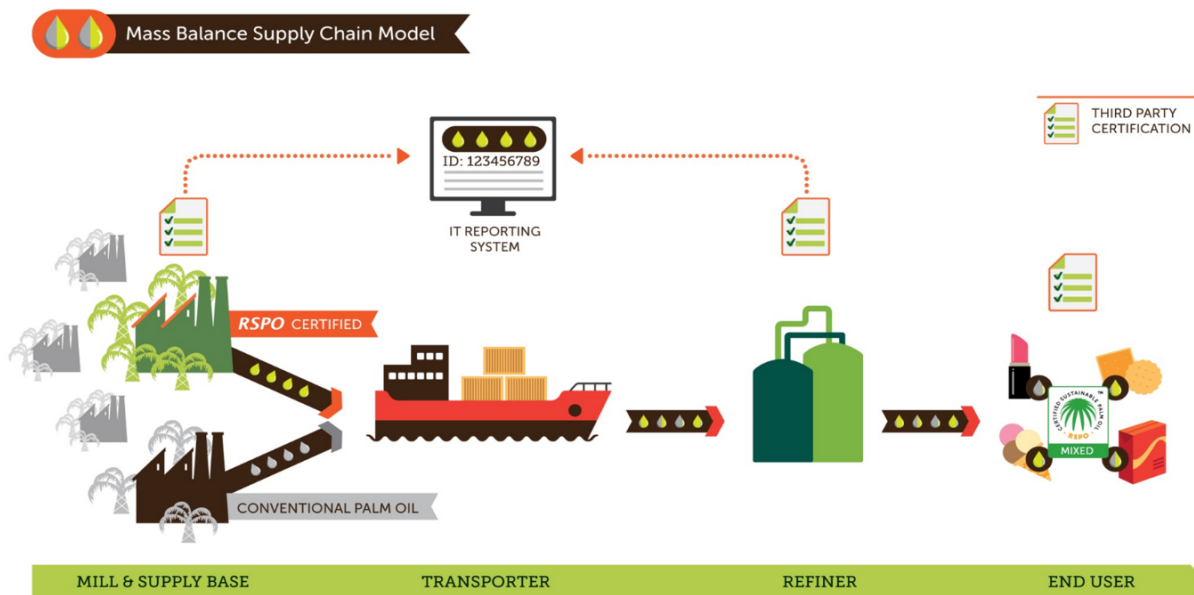 Mass Balance Supply Chain Model
THIRD PARTY
CERTIFICATION
ID: 123456789
IT REPORTING
SYSTEM
RSPO CERTIFIED
CONVENTIONAL PALM OIL
CERTIFIED SUSTAINABLE PALM OIL
TM
RSPO
MIXED
MILL & SUPPLY BASE
TRANSPORTER
REFINER
END USER